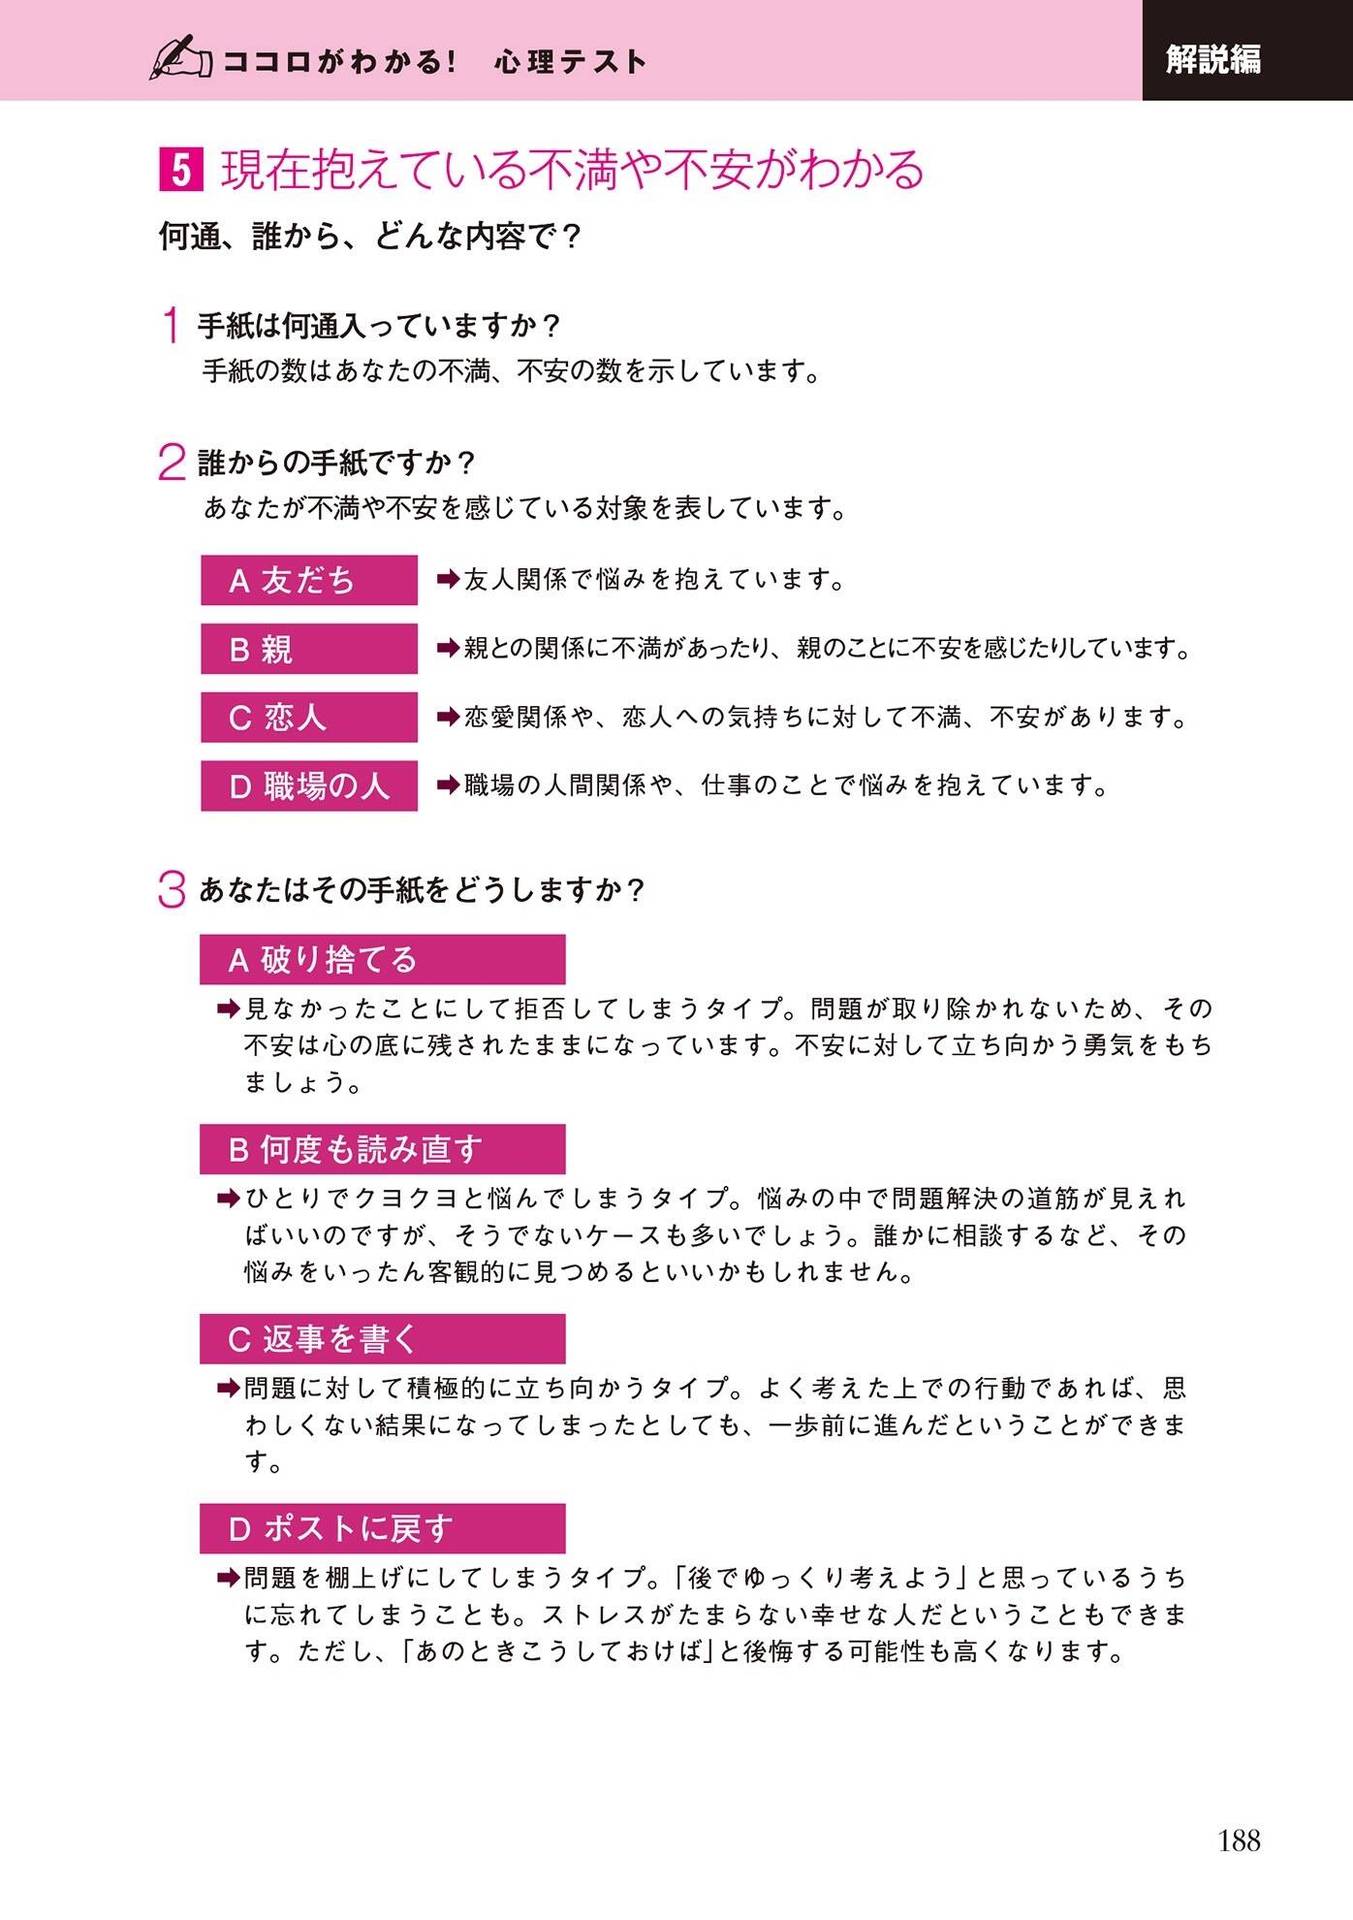 ココロがわかる! 心理テスト
解説編
5 現在抱えている不満や不安がわかる
何通、誰から、どんな内容で？
1 手紙は何通入っていますか？
手紙の数はあなたの不満、不安の数を示しています。
2 誰からの手紙ですか？
あなたが不満や不安を感じている対象を表しています。
A 友だち ➡友人関係で悩みを抱えています。
B 親 ➡親との関係に不満があったり、親のことに不安を感じたりしています。
C 恋人 ➡恋愛関係や、恋人への気持ちに対して不満、不安があります。
D 職場の人 ➡職場の人間関係や、仕事のことで悩みを抱えています。
3 あなたはその手紙をどうしますか？
A 破り捨てる
➡見なかったことにして拒否してしまうタイプ。問題が取り除かれないため、その
不安は心の底に残されたままになっています。不安に対して立ち向かう勇気をもち
ましょう。
B 何度も読み直す
➡ひとりでクヨクヨと悩んでしまうタイプ。悩みの中で問題解決の道筋が見えれ
ばいいのですが、そうでないケースも多いでしょう。誰かに相談するなど、その
悩みをいったん客観的に見つめるといいかもしれません。
C 返事を書く
➡問題に対して積極的に立ち向かうタイプ。よく考えた上での行動であれば、思
わしくない結果になってしまったとしても、一歩前に進んだということができま
す。
D ポストに戻す
➡問題を棚上げにしてしまうタイプ。「後でゆっくり考えよう」と思っているうち
に忘れてしまうことも。ストレスがたまらない幸せな人だということもできま
す。ただし、「あのときこうしておけば」と後悔する可能性も高くなります。
188